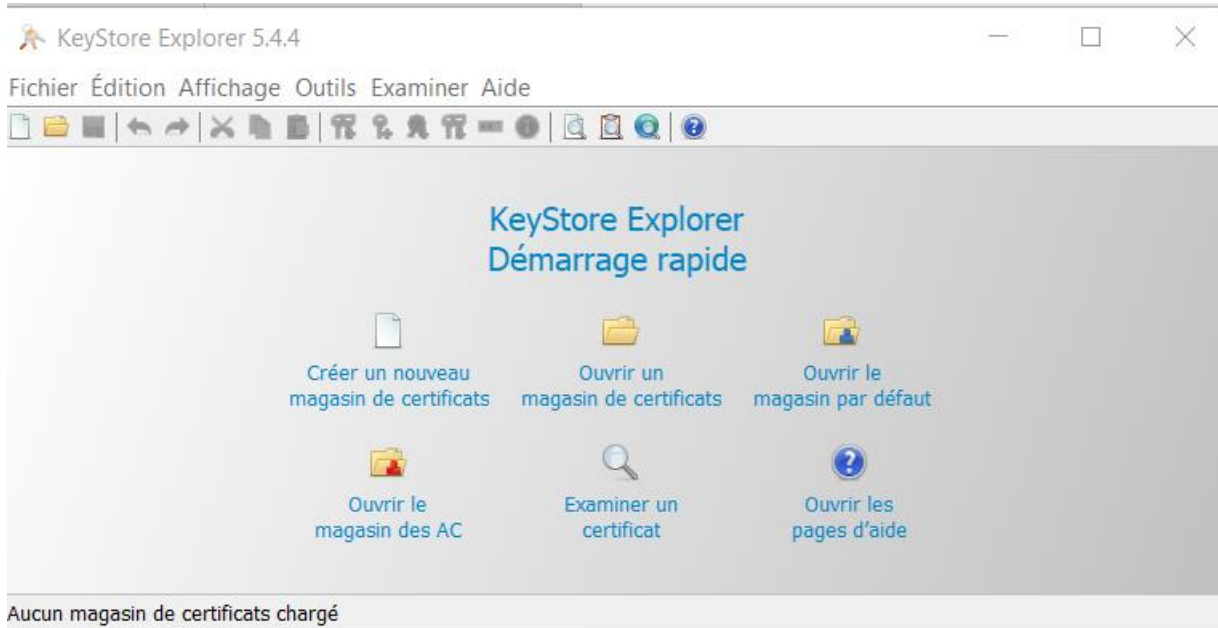 KeyStore Explorer 5.4.4
Fichier Édition Affichage Outils Examiner Aide
KeyStore Explorer
Démarrage rapide
Créer un nouveau
magasin de certificats
Ouvrir un
magasin de certificats
Ouvrir le
magasin par défaut
Ouvrir le
magasin des AC
Examiner un
certificat
Ouvrir les
pages d’aide
Aucun magasin de certificats chargé